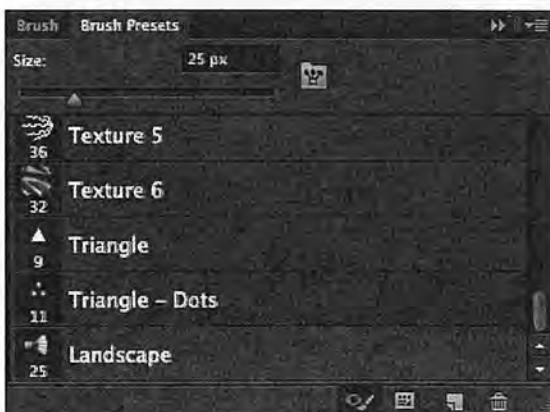 Brush Brush Presets
Size: 25 px
36 Texture 5
32 Texture 6
9 Triangle
11 Triangle – Dots
25 Landscape